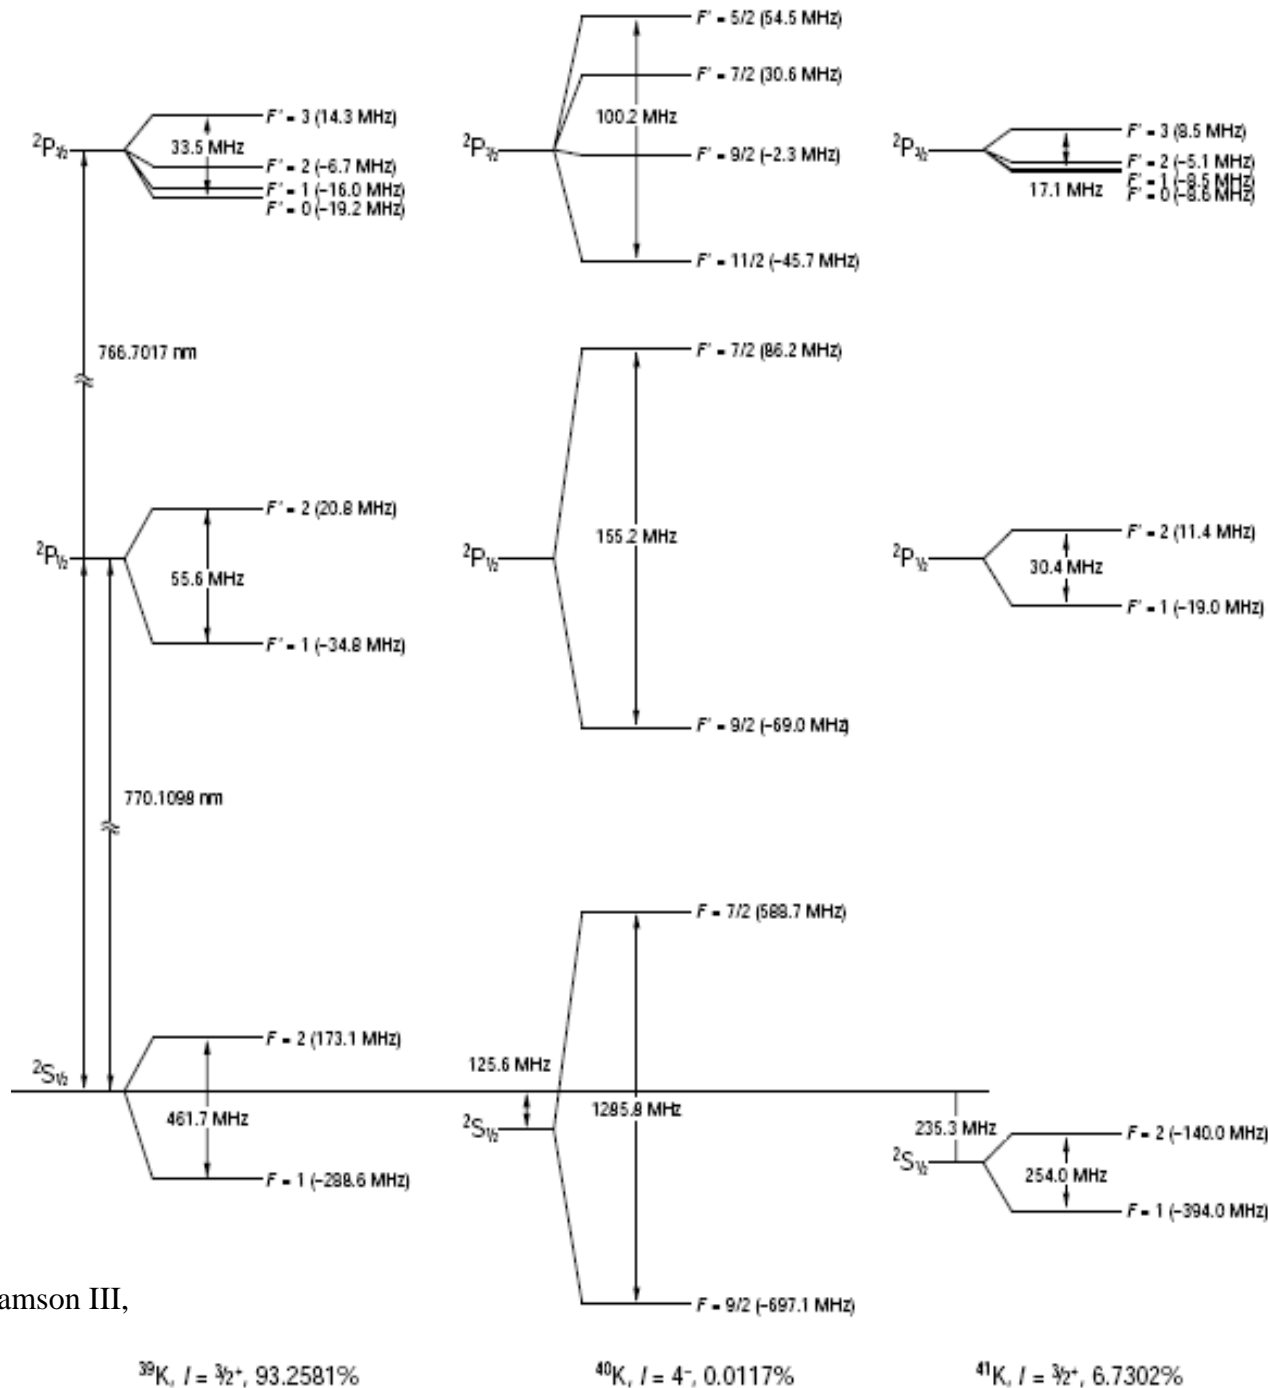 F' = 5/2 (54.5 MHz)
F' = 7/2 (30.6 MHz)
100.2 MHz
F' = 3 (14.3 MHz)
F' = 3 (8.5 MHz)
²P₃⁄₂
33.5 MHz
²P₃⁄₂
F' = 9/2 (−2.3 MHz)
²P₃⁄₂
F' = 2 (−6.7 MHz)
F' = 2 (−5.1 MHz)
F' = 1 (−16.0 MHz)
F' = 1 (−8.5 MHz)
17.1 MHz
F' = 0 (−19.2 MHz)
F' = 0 (−8.6 MHz)
F' = 11/2 (−45.7 MHz)
766.7017 nm
F' = 7/2 (86.2 MHz)
F' = 2 (20.8 MHz)
F' = 2 (11.4 MHz)
²P₁⁄₂
155.2 MHz
²P₁⁄₂
²P₁⁄₂
55.6 MHz
30.4 MHz
F' = 1 (−19.0 MHz)
F' = 1 (−34.8 MHz)
F' = 9/2 (−69.0 MHz)
770.1098 nm
F = 7/2 (588.7 MHz)
F = 2 (173.1 MHz)
²S₁⁄₂
125.6 MHz
461.7 MHz
1285.8 MHz
²S₁⁄₂
235.3 MHz
F = 2 (−140.0 MHz)
²S₁⁄₂
254.0 MHz
F = 1 (−288.6 MHz)
F = 1 (−394.0 MHz)
F = 9/2 (−697.1 MHz)
amson III,
³⁹K, I = ³⁄₂⁺, 93.2581%
⁴⁰K, I = 4⁻, 0.0117%
⁴¹K, I = ³⁄₂⁺, 6.7302%